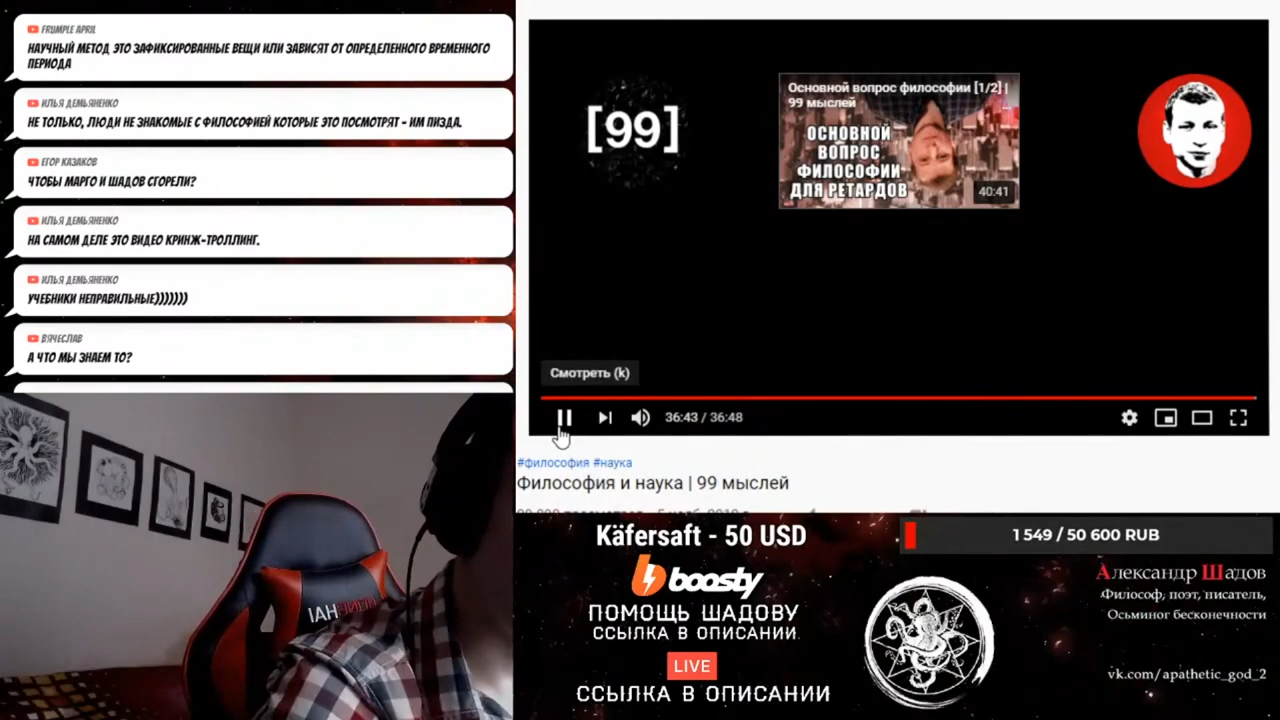 FRUMPLE APRIL
НАУЧНЫЙ МЕТОД ЭТО ЗАФИКСИРОВАННЫЕ ВЕЩИ ИЛИ ЗАВИСЯТ ОТ ОПРЕДЕЛЕННОГО ВРЕМЕННОГО
ПЕРИОДА
ИЛЬЯ ДЕМЬЯНЕНКО
НЕ ТОЛЬКО, ЛЮДИ НЕ ЗНАКОМЫЕ С ФИЛОСОФИЕЙ КОТОРЫЕ ЭТО ПОСМОТРЯТ - ИМ ПИЗДА.
ЕГОР КАЗАКОВ
ЧТОБЫ МАРГО И ШАДОВ СГОРЕЛИ?
ИЛЬЯ ДЕМЬЯНЕНКО
НА САМОМ ДЕЛЕ ЭТО ВИДЕО КРИНЖ-ТРОЛЛИНГ.
ИЛЬЯ ДЕМЬЯНЕНКО
УЧЕБНИКИ НЕПРАВИЛЬНЫЕ)))))))
ВЯЧЕСЛАВ
А ЧТО МЫ ЗНАЕМ ТО?
[99]
Основной вопрос философии [1/2] |
99 мыслей
ОСНОВНОЙ
ВОПРОС
ФИЛОСОФИИ
ДЛЯ РЕТАРДОВ
40:41
Смотреть (k)
36:43 / 36:48
#философия #наука
Философия и наука | 99 мыслей
Käfersaft - 50 USD
boosty
ПОМОЩЬ ШАДОВУ
ССЫЛКА В ОПИСАНИИ
LIVE
ССЫЛКА В ОПИСАНИИ
1 549 / 50 600 RUB
Александр Шадов
Философ, поэт, писатель,
Осьминог бесконечности
vk.com/apathetic_god_2